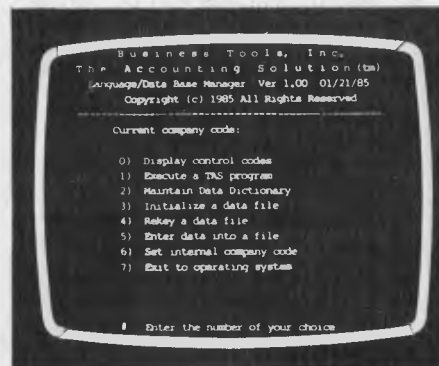 Business Tools, Inc.
The Accounting Solution(tm)
Language/Data Base Manager Ver 1.00 01/21/85
Copyright (c) 1985 All Rights Reserved
Current company code:
0) Display control codes
1) Execute a TAS program
2) Maintain Data Dictionary
3) Initialize a data file
4) Rekey a data file
5) Enter data into a file
6) Set internal company code
7) Exit to operating system
Enter the number of your choice